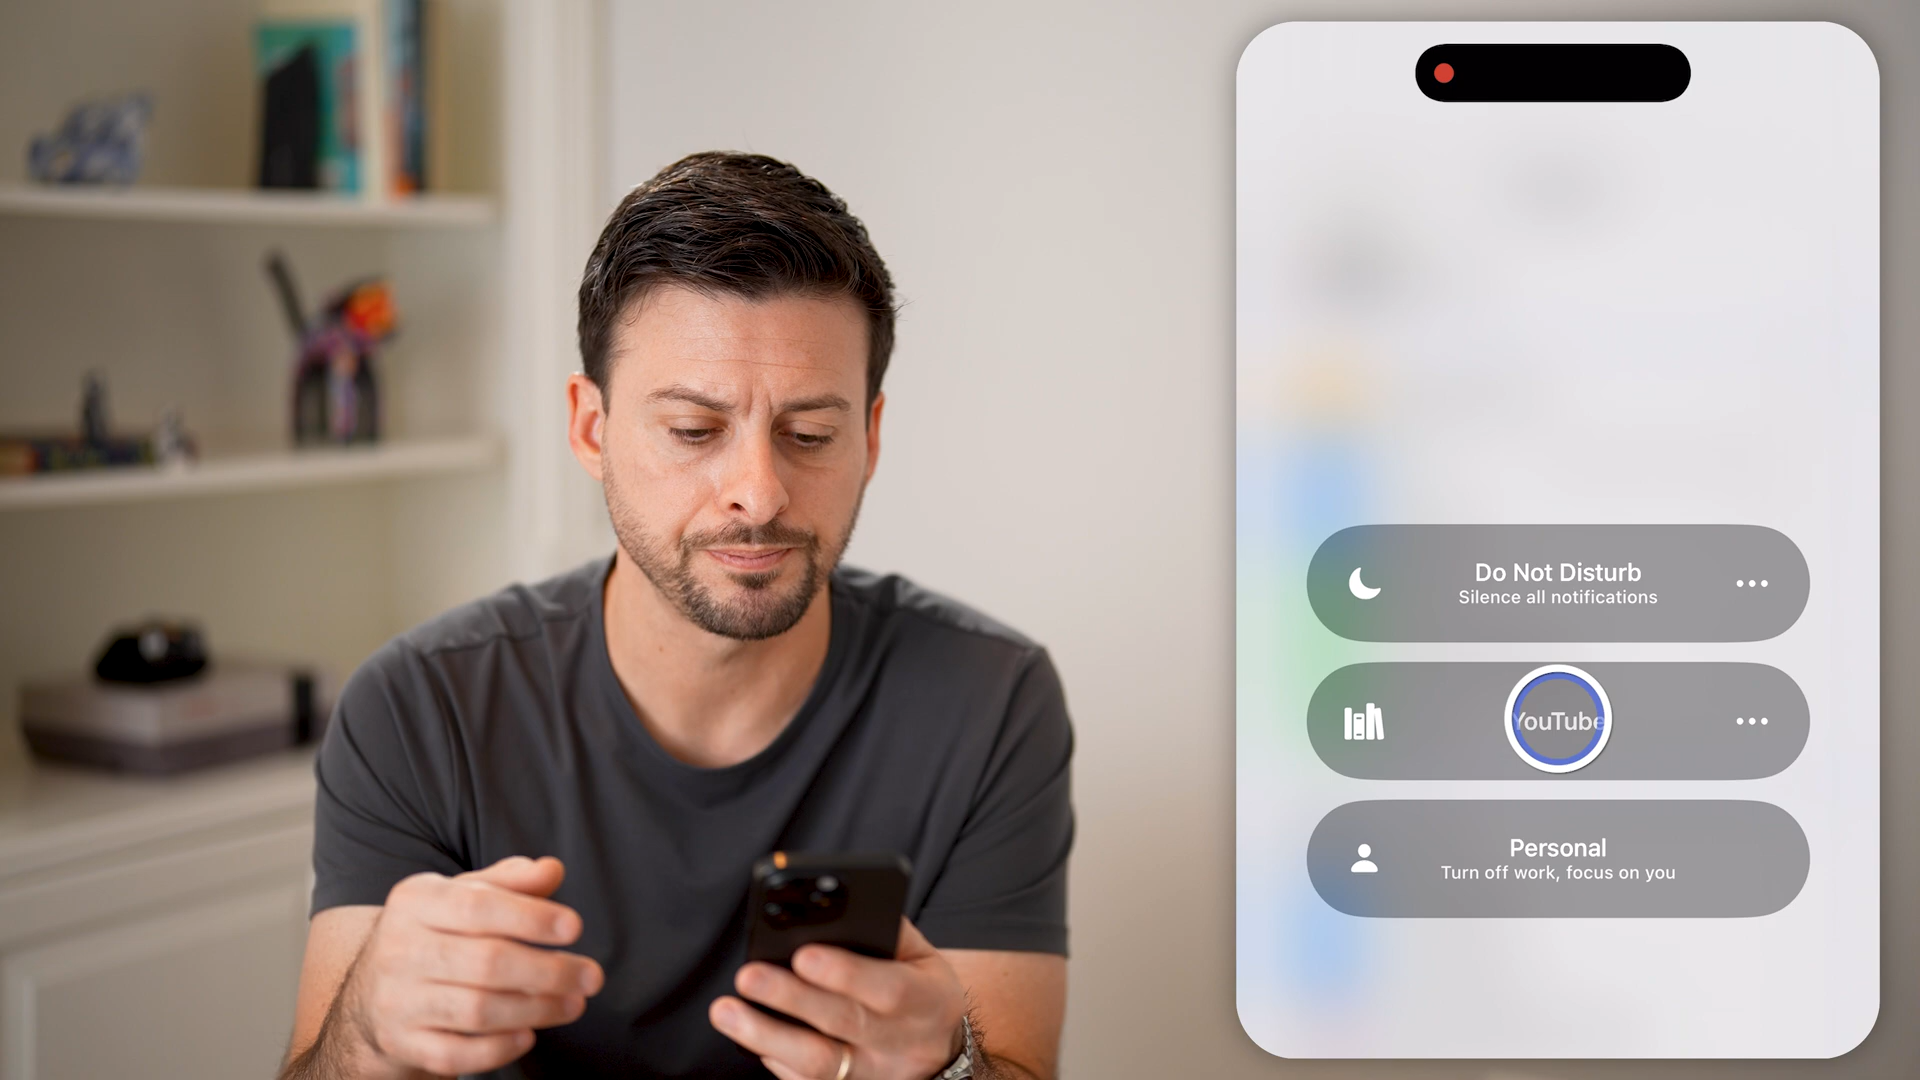 Do Not Disturb
Silence all notifications
YouTube
Personal
Turn off work, focus on you